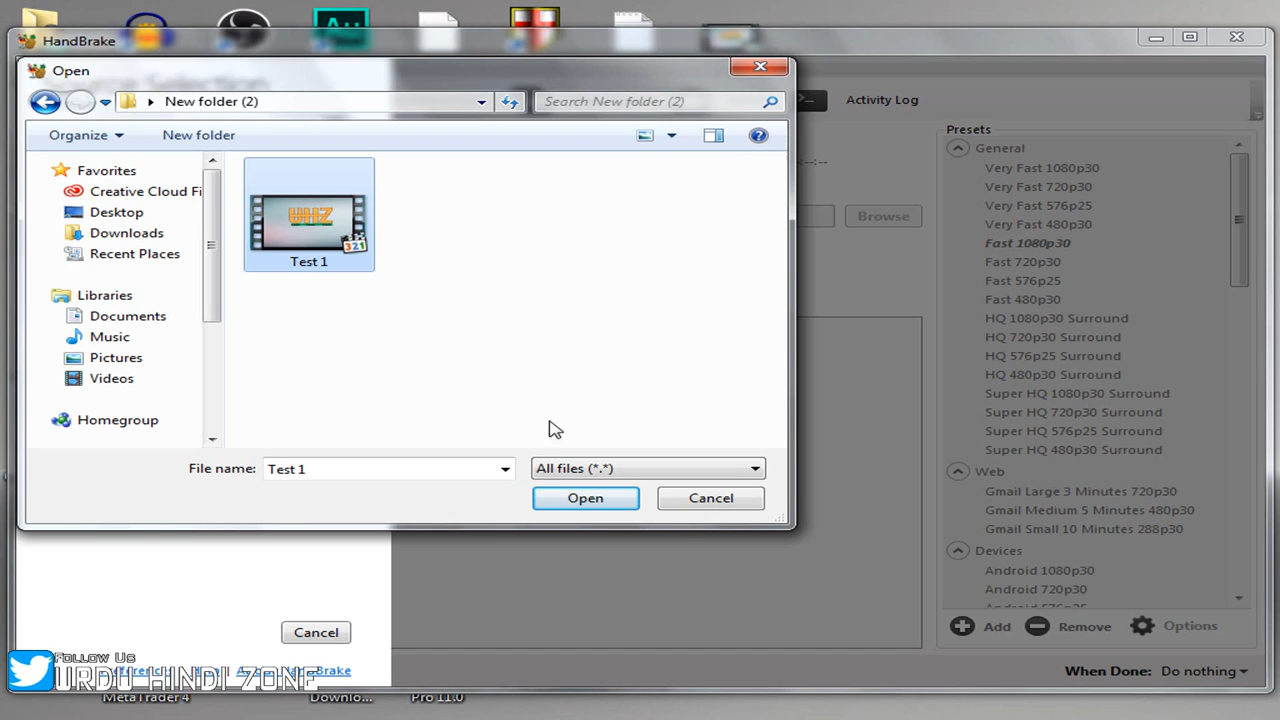 HandBrake
Open
New folder (2)
Search New folder (2)
Activity Log
Organize
New folder
Presets
General
Very Fast 1080p30
Very Fast 720p30
Very Fast 576p25
Very Fast 480p30
Fast 1080p30
Fast 720p30
Fast 576p25
Fast 480p30
HQ 1080p30 Surround
HQ 720p30 Surround
HQ 576p25 Surround
HQ 480p30 Surround
Super HQ 1080p30 Surround
Super HQ 720p30 Surround
Super HQ 576p25 Surround
Super HQ 480p30 Surround
Web
Gmail Large 3 Minutes 720p30
Gmail Medium 5 Minutes 480p30
Gmail Small 10 Minutes 288p30
Devices
Android 1080p30
Android 720p30
Android 576p25
Favorites
Creative Cloud Fi
Desktop
Downloads
Recent Places
Libraries
Documents
Music
Pictures
Videos
Homegroup
UHZ
321
Test 1
Browse
File name: Test 1
All files (*.*)
Open
Cancel
Cancel
Add
Remove
Options
When Done: Do nothing
Follow Us
URDU HINDI ZONE
MetaTrader 4
Downlo...
Pro 11.0
Au